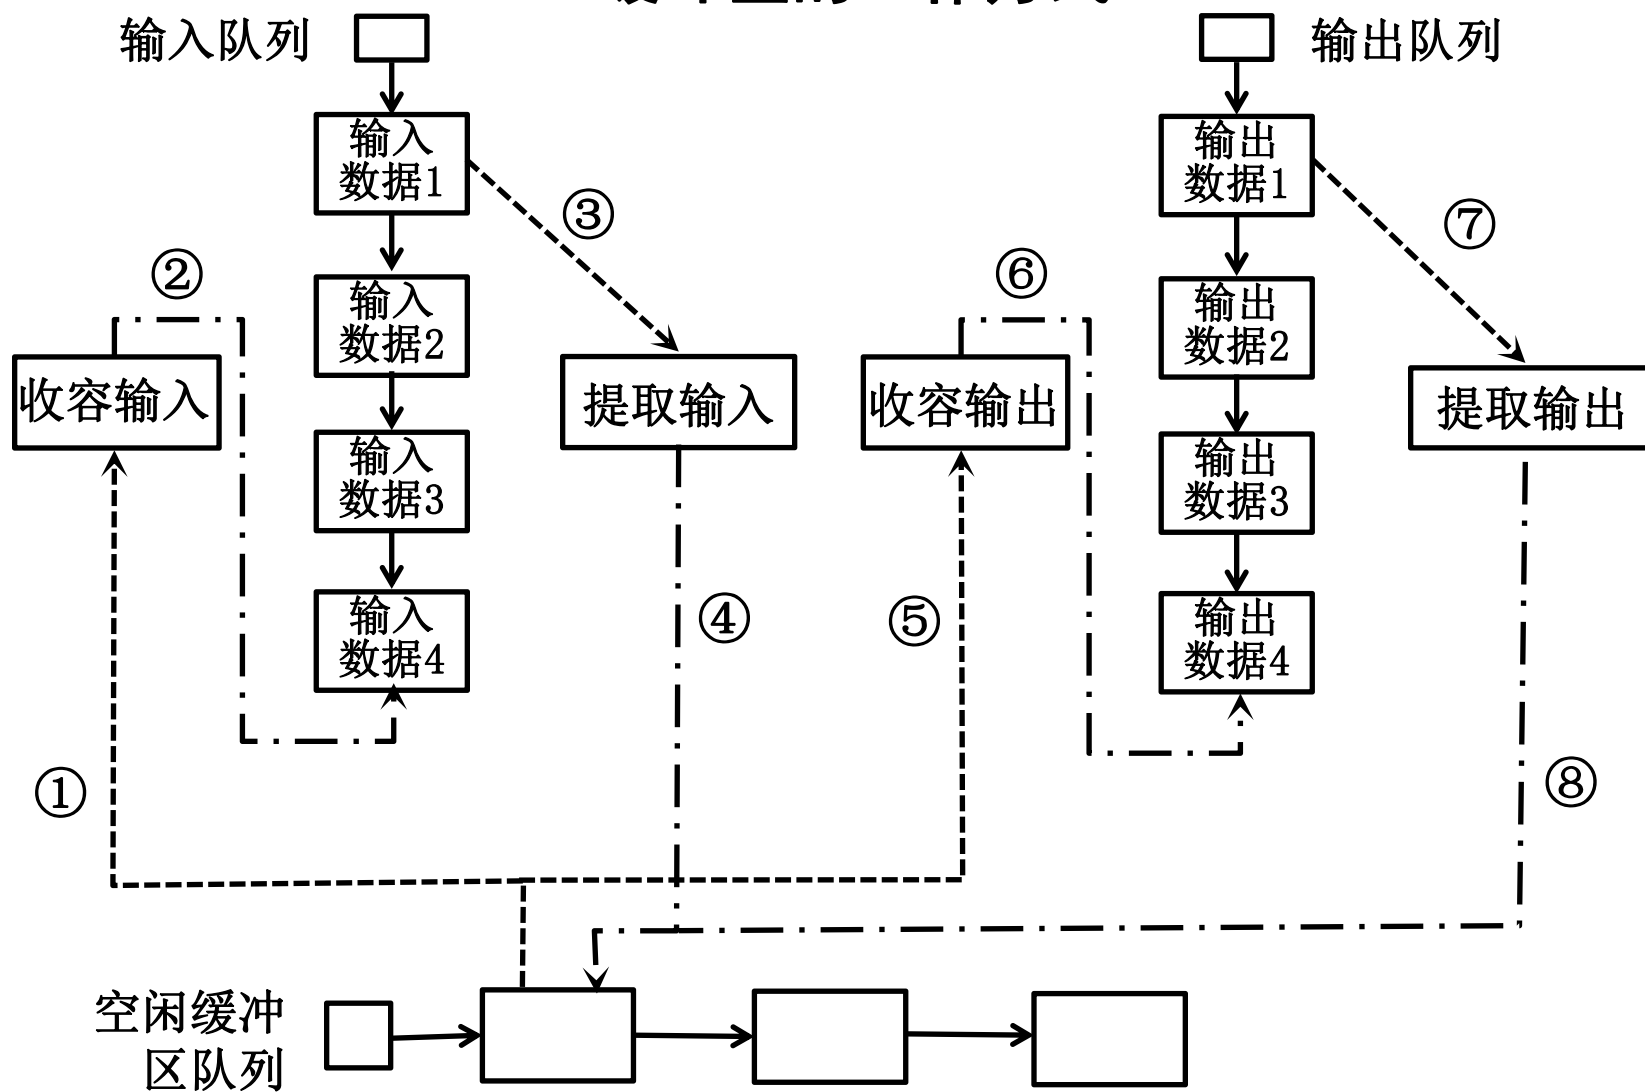 输入队列
输出队列
输入
数据1
输出
数据1
③
⑦
②
⑥
输入
数据2
输出
数据2
收容输入
提取输入
收容输出
提取输出
输入
数据3
输出
数据3
④
⑤
输入
数据4
输出
数据4
①
⑧
空闲缓冲
区队列